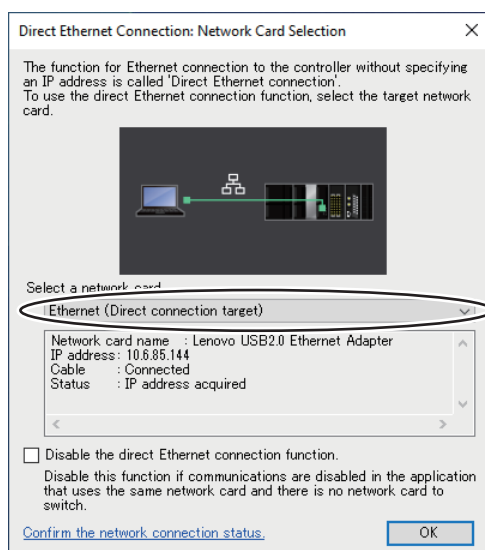 Direct Ethernet Connection: Network Card Selection
The function for Ethernet connection to the controller without specifying
an IP address is called 'Direct Ethernet connection'.
To use the direct Ethernet connection function, select the target network
card.
Select a network card
Ethernet (Direct connection target)
Network card name : Lenovo USB2.0 Ethernet Adapter
IP address : 10.6.85.144
Cable : Connected
Status : IP address acquired
Disable the direct Ethernet connection function.
Disable this function if communications are disabled in the application
that uses the same network card and there is no network card to
switch.
Confirm the network connection status.
OK